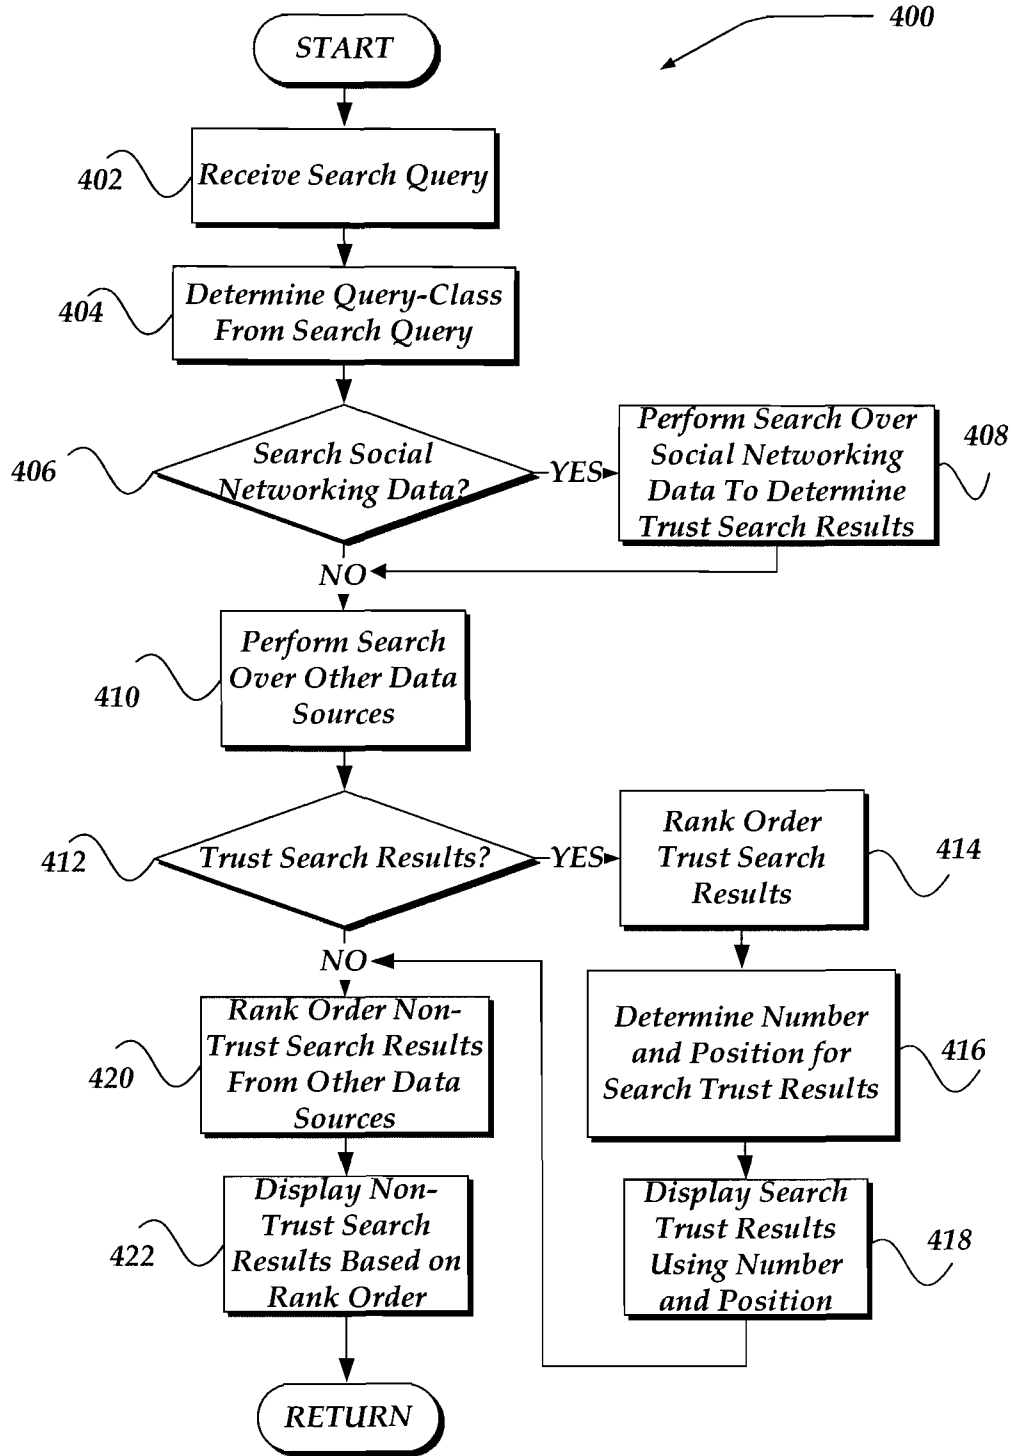 400
START
402
Receive Search Query
404
Determine Query-Class
From Search Query
406
Search Social
Networking Data?
YES
Perform Search Over
Social Networking
Data To Determine
Trust Search Results
408
NO
410
Perform Search
Over Other Data
Sources
412
Trust Search Results?
YES
Rank Order
Trust Search
Results
414
NO
Determine Number
and Position for
Search Trust Results
416
420
Rank Order Non-
Trust Search Results
From Other Data
Sources
Display Search
Trust Results
Using Number
and Position
418
422
Display Non-
Trust Search
Results Based on
Rank Order
RETURN